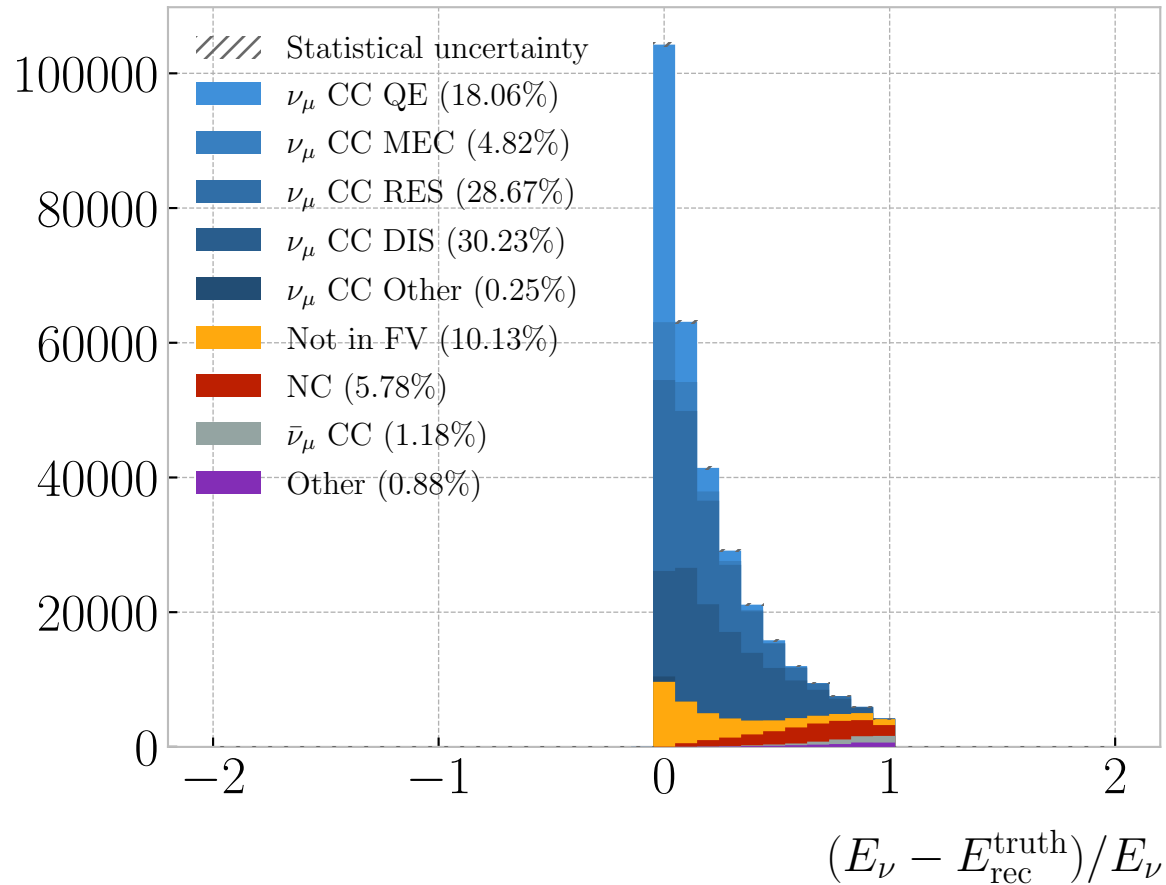 100000
80000
60000
40000
20000
0
Statistical uncertainty
ν_μ CC QE (18.06%)
ν_μ CC MEC (4.82%)
ν_μ CC RES (28.67%)
ν_μ CC DIS (30.23%)
ν_μ CC Other (0.25%)
Not in FV (10.13%)
NC (5.78%)
ν̄_μ CC (1.18%)
Other (0.88%)
−2 −1 0 1 2
(E_ν − E_rec^truth)/E_ν